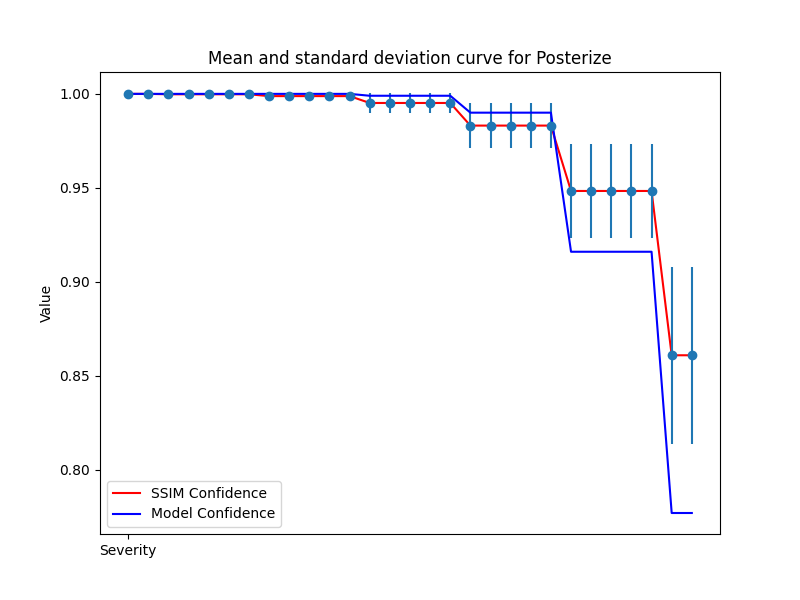 Mean and standard deviation curve for Posterize
1.00
0.95
0.90
0.85
0.80
Value
SSIM Confidence
Model Confidence
Severity